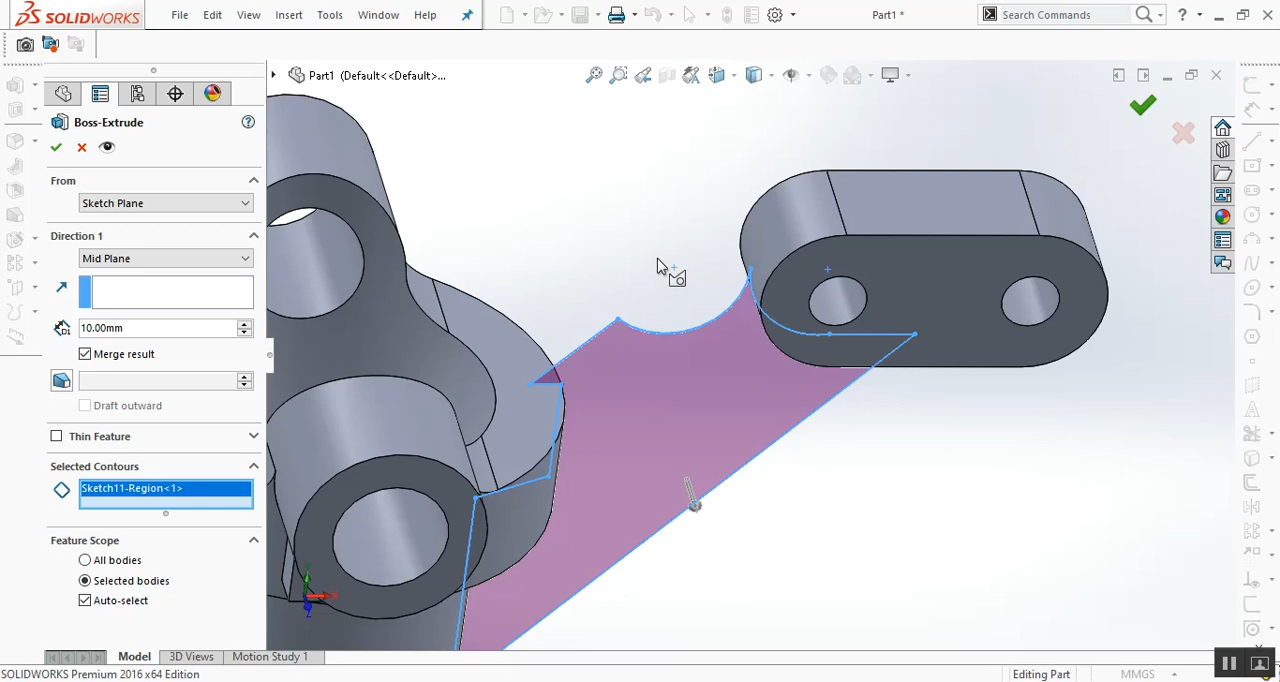 SOLIDWORKS File Edit View Insert Tools Window Help Part1 * Search Commands ?
Part1 (Default<<Default>...
Boss-Extrude
From
Sketch Plane
Direction 1
Mid Plane
10.00mm
Merge result
Draft outward
Thin Feature
Selected Contours
Sketch11-Region<1>
Feature Scope
All bodies
Selected bodies
Auto-select
Model 3D Views Motion Study 1
SOLIDWORKS Premium 2016 x64 Edition Editing Part MMGS